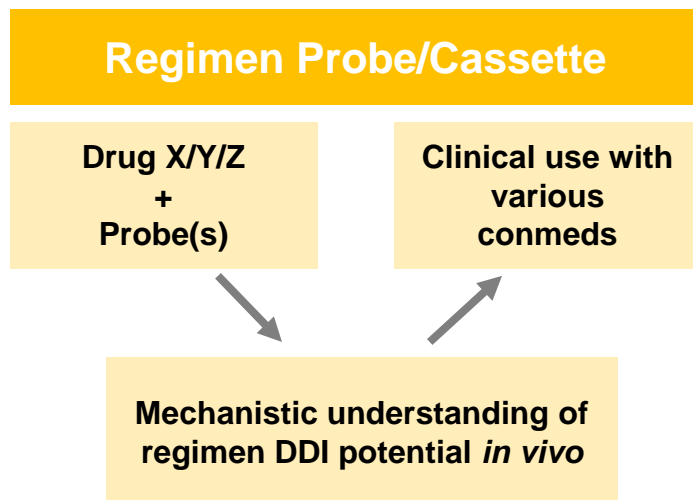 Regimen Probe/Cassette
Drug X/Y/Z
+
Probe(s)
Clinical use with
various
conmeds
Mechanistic understanding of
regimen DDI potential in vivo